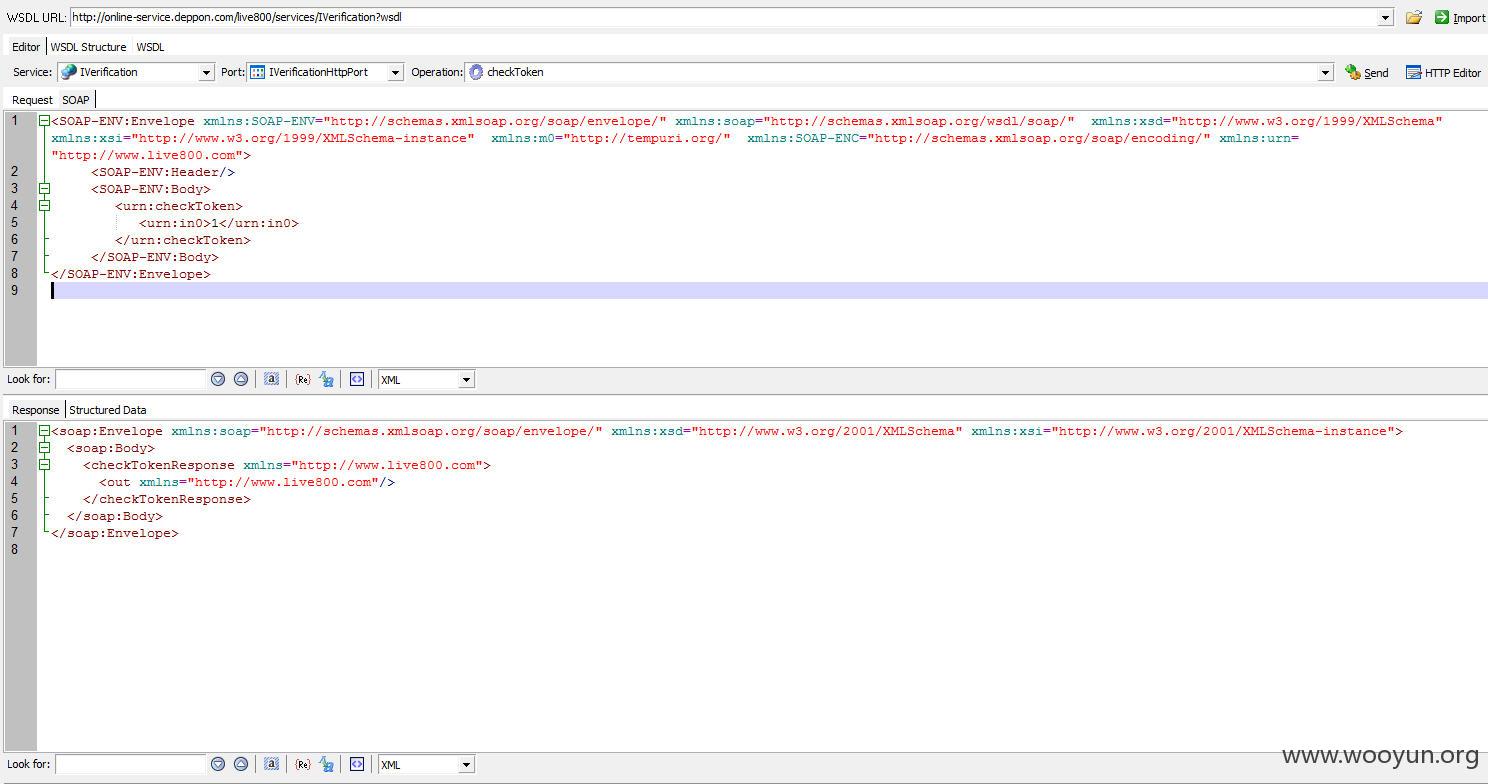 WSDL URL: http://online-service.deppon.com/live800/services/IVerification?wsdl Import
Editor WSDL Structure WSDL
Service: IVerification Port: IVerificationHttpPort Operation: checkToken Send HTTP Editor
Request SOAP
1 <SOAP-ENV:Envelope xmlns:SOAP-ENV="http://schemas.xmlsoap.org/soap/envelope/" xmlns:soap="http://schemas.xmlsoap.org/wsdl/soap/" xmlns:xsd="http://www.w3.org/1999/XMLSchema"
xmlns:xsi="http://www.w3.org/1999/XMLSchema-instance" xmlns:m0="http://tempuri.org/" xmlns:SOAP-ENC="http://schemas.xmlsoap.org/soap/encoding/" xmlns:urn=
"http://www.live800.com">
2 <SOAP-ENV:Header/>
3 <SOAP-ENV:Body>
4 <urn:checkToken>
5 <urn:in0>1</urn:in0>
6 </urn:checkToken>
7 </SOAP-ENV:Body>
8 </SOAP-ENV:Envelope>
9
Look for: a {Re} XML
Response Structured Data
1 <soap:Envelope xmlns:soap="http://schemas.xmlsoap.org/soap/envelope/" xmlns:xsd="http://www.w3.org/2001/XMLSchema" xmlns:xsi="http://www.w3.org/2001/XMLSchema-instance">
2 <soap:Body>
3 <checkTokenResponse xmlns="http://www.live800.com">
4 <out xmlns="http://www.live800.com"/>
5 </checkTokenResponse>
6 </soap:Body>
7 </soap:Envelope>
8
www.wooyun.org
Look for: a {Re} XML